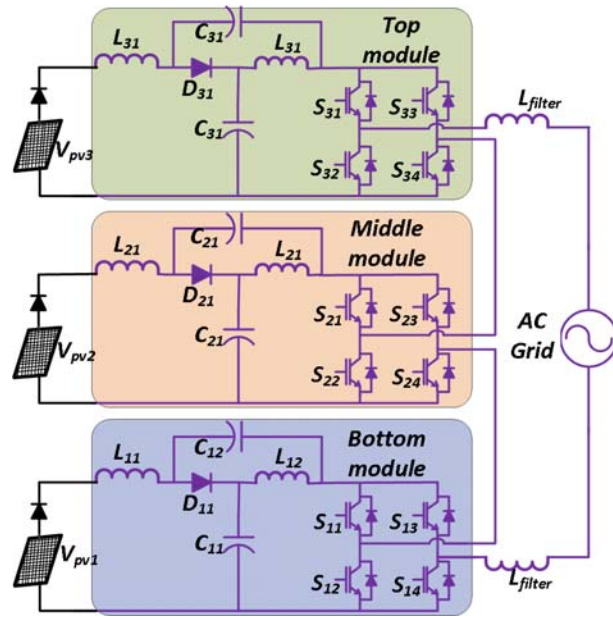 C31
L31
L31
Top
module
D31
S31
S33
Lfilter
C31
Vpv3
S32
S34
C21
Middle
module
L21
L21
D21
S21
S23
AC
Grid
C21
Vpv2
S22
S24
C12
Bottom
module
L11
L12
D11
S11
S13
C11
Vpv1
S12
S14
Lfilter